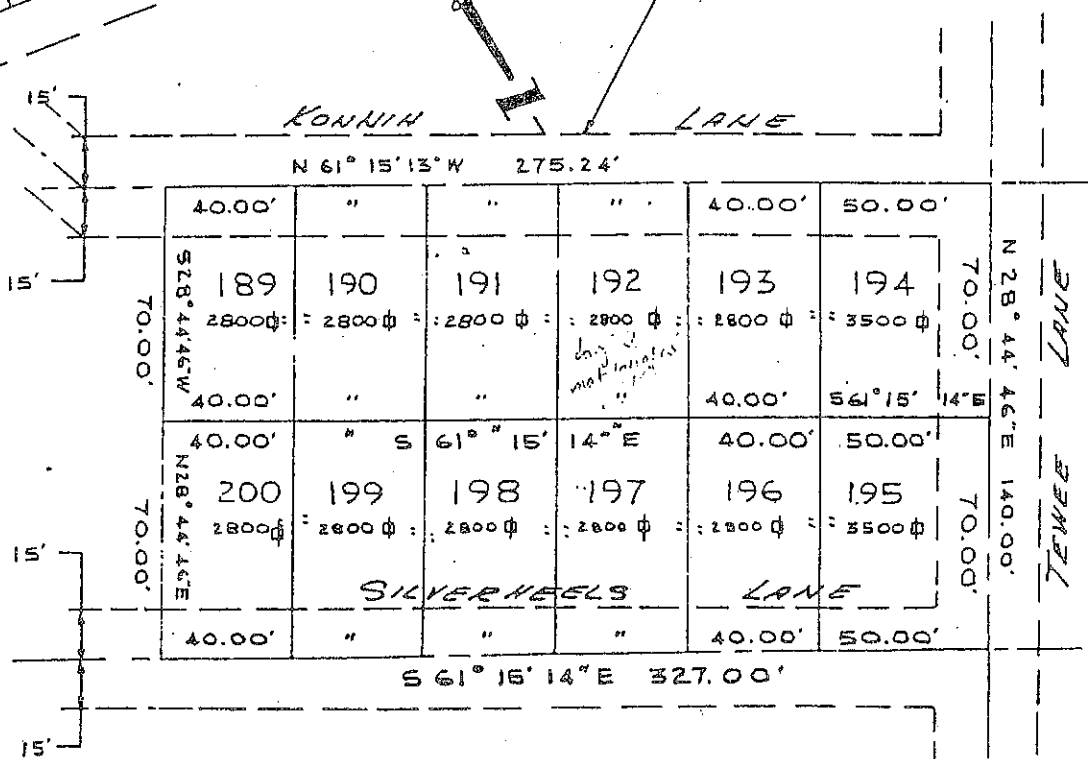 15'
KONNIN LANE
N 61° 15' 13" W 275.24'
40.00' " " " 40.00' 50.00'
15'
S28° 44' 46" W
189 190 191 192 193 194
2800 2800 2800 2800 2800 3500
70.00'
70.00'
N 28° 44' 46" E 140.00'
TEWEE LANE
40.00' " " " 40.00' S 61° 15' 14" E
40.00' " S 61° " 15' 14" " E 40.00' 50.00'
N28° 44' 46" E
200 199 198 197 196 195
2800 2800 2800 2800 2800 3500
70.00'
70.00'
15'
SILVERHEELS LANE
40.00' " " " 40.00' 50.00'
S 61° 15' 14" E 327.00'
15'